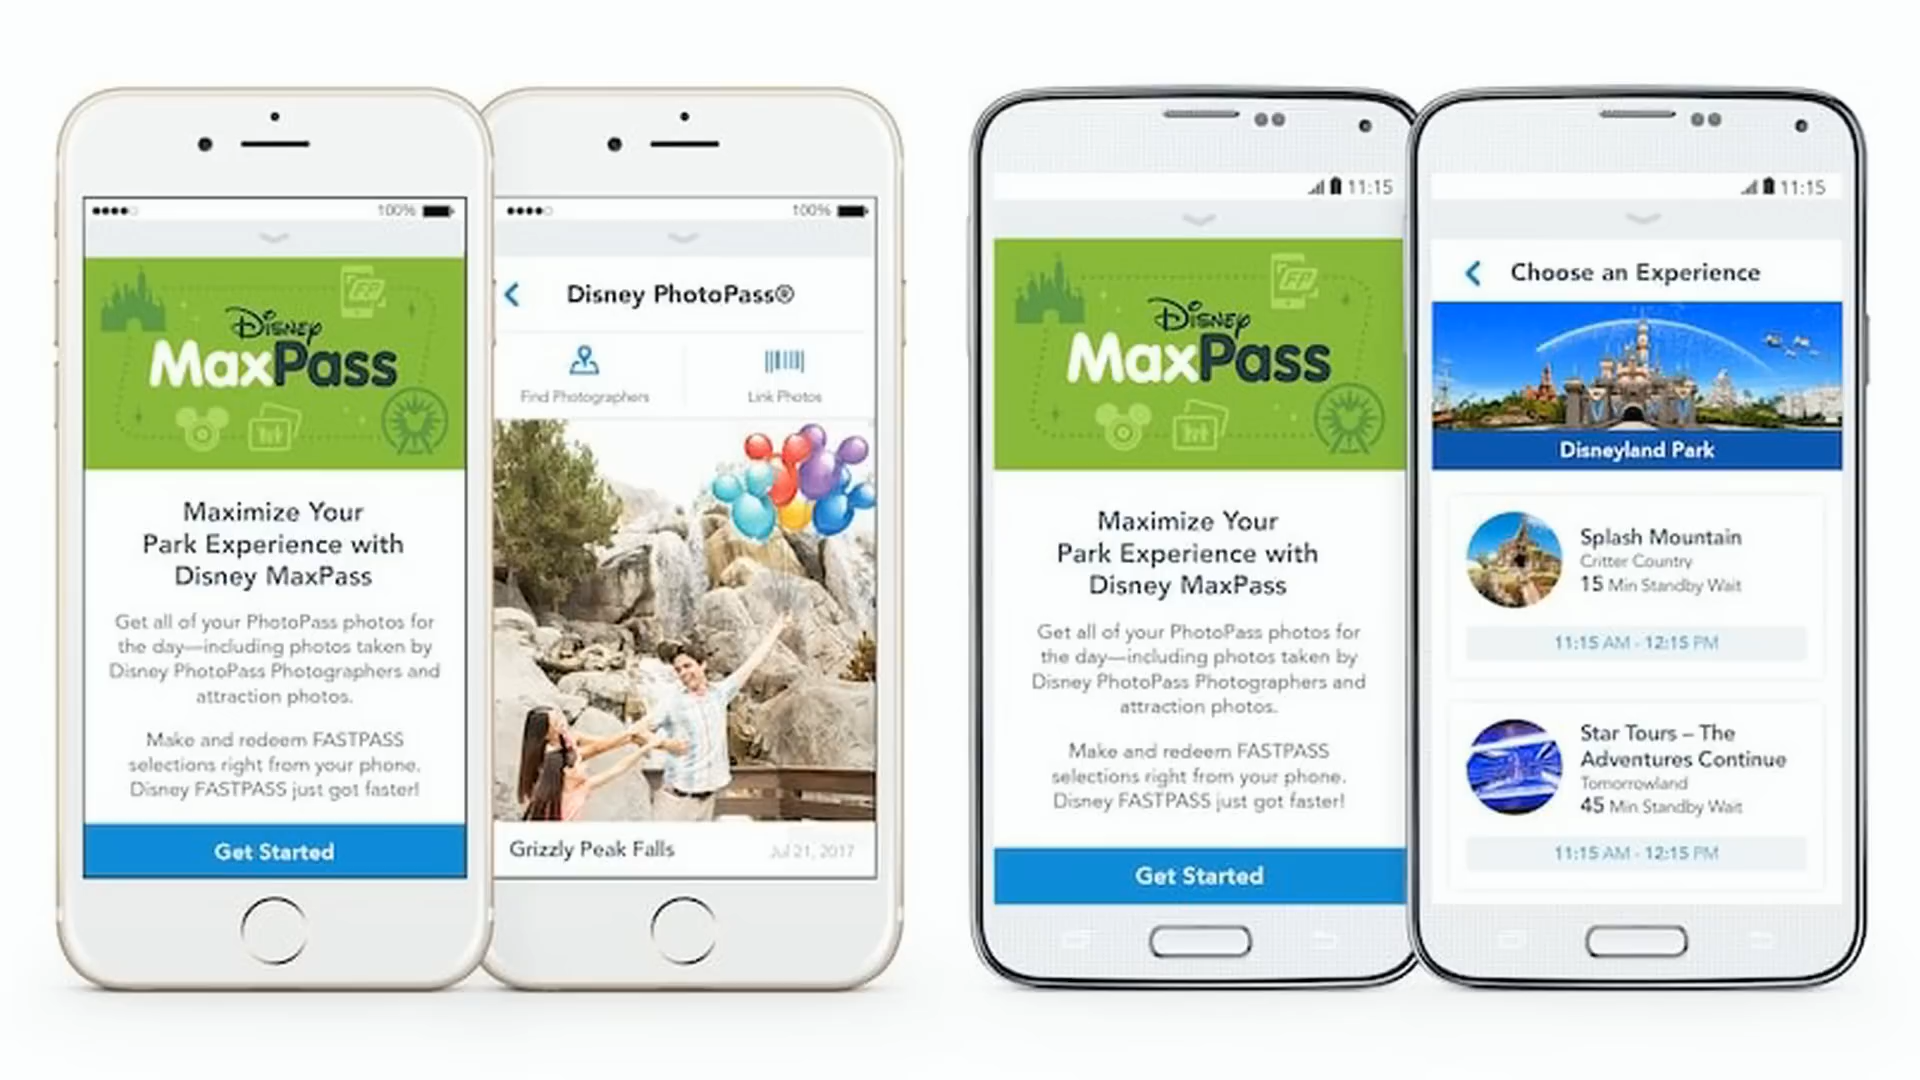 100%
Disney
MaxPass
FP
Maximize Your
Park Experience with
Disney MaxPass
Get all of your PhotoPass photos for
the day—including photos taken by
Disney PhotoPass Photographers and
attraction photos.
Make and redeem FASTPASS
selections right from your phone.
Disney FASTPASS just got faster!
Get Started
100%
Disney PhotoPass®
Find Photographers
Link Photos
Grizzly Peak Falls
Jul 21, 2017
11:15
Disney
MaxPass
FP
Maximize Your
Park Experience with
Disney MaxPass
Get all of your PhotoPass photos for
the day—including photos taken by
Disney PhotoPass Photographers and
attraction photos.
Make and redeem FASTPASS
selections right from your phone.
Disney FASTPASS just got faster!
Get Started
11:15
Choose an Experience
Disneyland Park
Splash Mountain
Critter Country
15 Min Standby Wait
11:15 AM - 12:15 PM
Star Tours – The
Adventures Continue
Tomorrowland
45 Min Standby Wait
11:15 AM - 12:15 PM